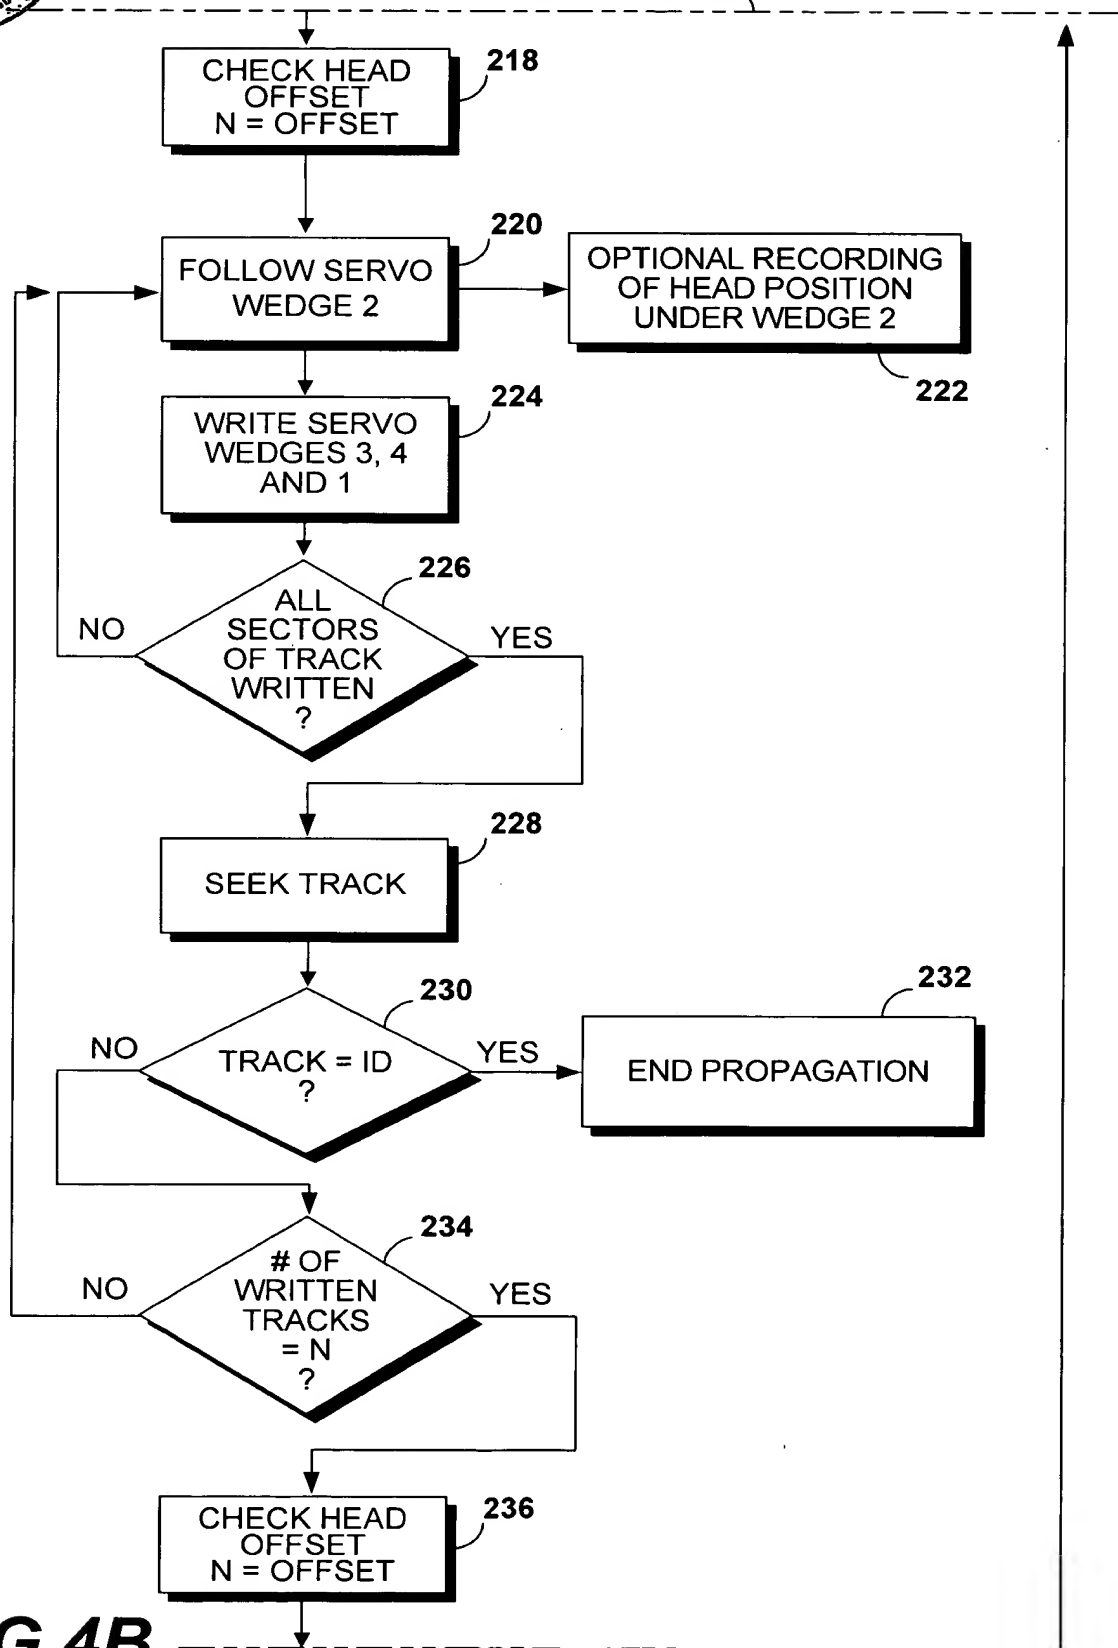 CHECK HEAD
OFFSET
N = OFFSET
218
FOLLOW SERVO
WEDGE 2
220
OPTIONAL RECORDING
OF HEAD POSITION
UNDER WEDGE 2
222
WRITE SERVO
WEDGES 3, 4
AND 1
224
ALL
SECTORS
OF TRACK
WRITTEN
?
226
NO
YES
SEEK TRACK
228
TRACK = ID
?
230
NO
YES
END PROPAGATION
232
# OF
WRITTEN
TRACKS
= N
?
234
NO
YES
CHECK HEAD
OFFSET
N = OFFSET
236
G 4B